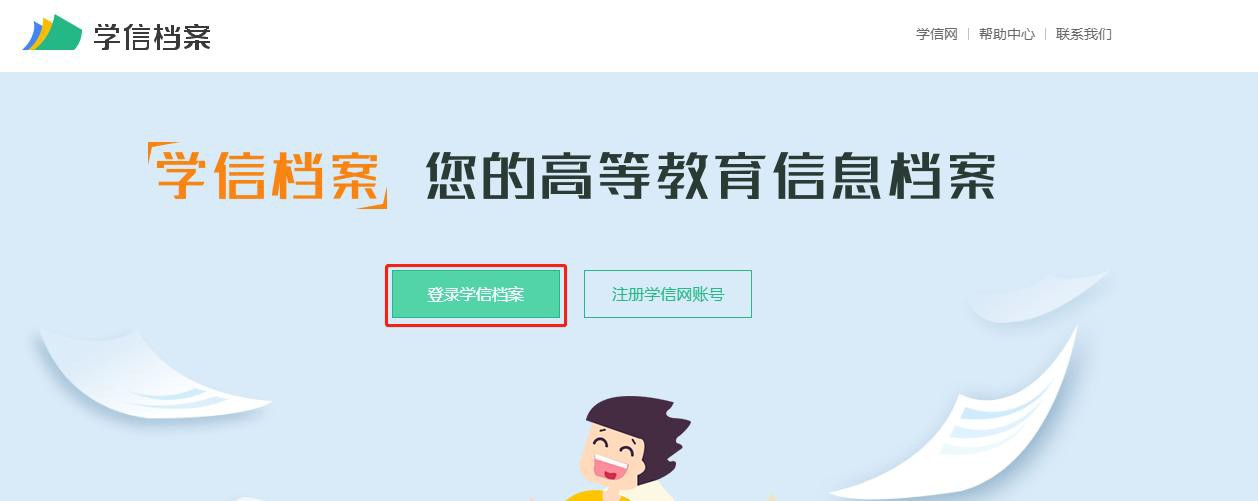 学信档案
学信网 | 帮助中心 | 联系我们
学信档案 您的高等教育信息档案
登录学信档案 注册学信网账号